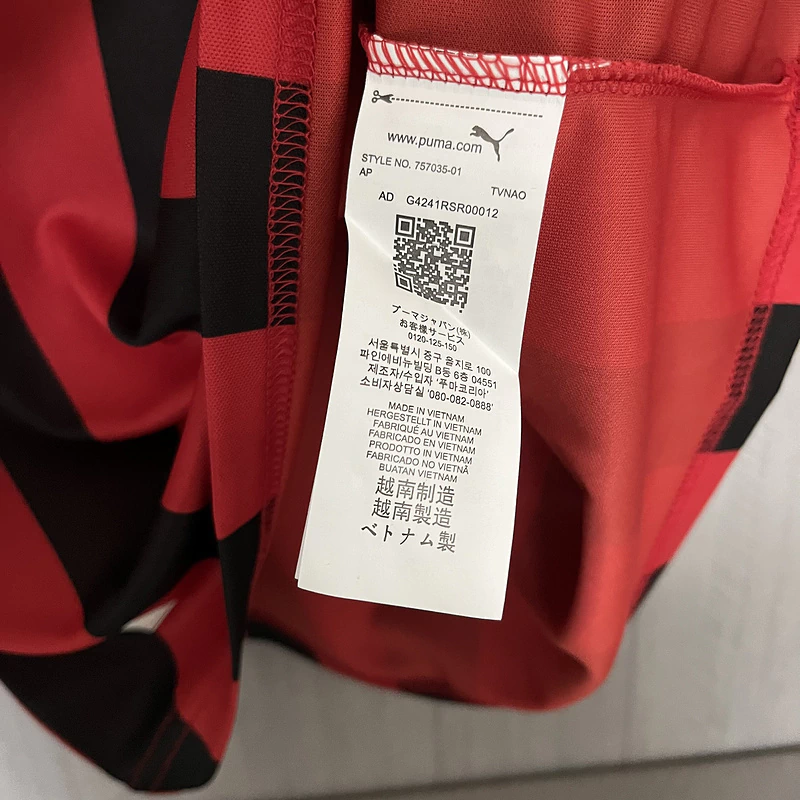 www.puma.com
STYLE NO. 757035-01
AP
TVNAO
AD G4241RSR00012
プーマジャパン(株)
お客様サービス
0120-125-150
서울특별시 중구 을지로 100
파인에비뉴빌딩 B동 6층 04551
제조자/수입자 '푸마코리아'
소비자상담실 '080-082-0888'
MADE IN VIETNAM
HERGESTELLT IN VIETNAM
FABRIQUÉ AU VIETNAM
FABRICADO EN VIETNAM
PRODOTTO IN VIETNAM
FABRICADO NO VIETNÃ
BUATAN VIETNAM
越南制造
越南製造
ベトナム製